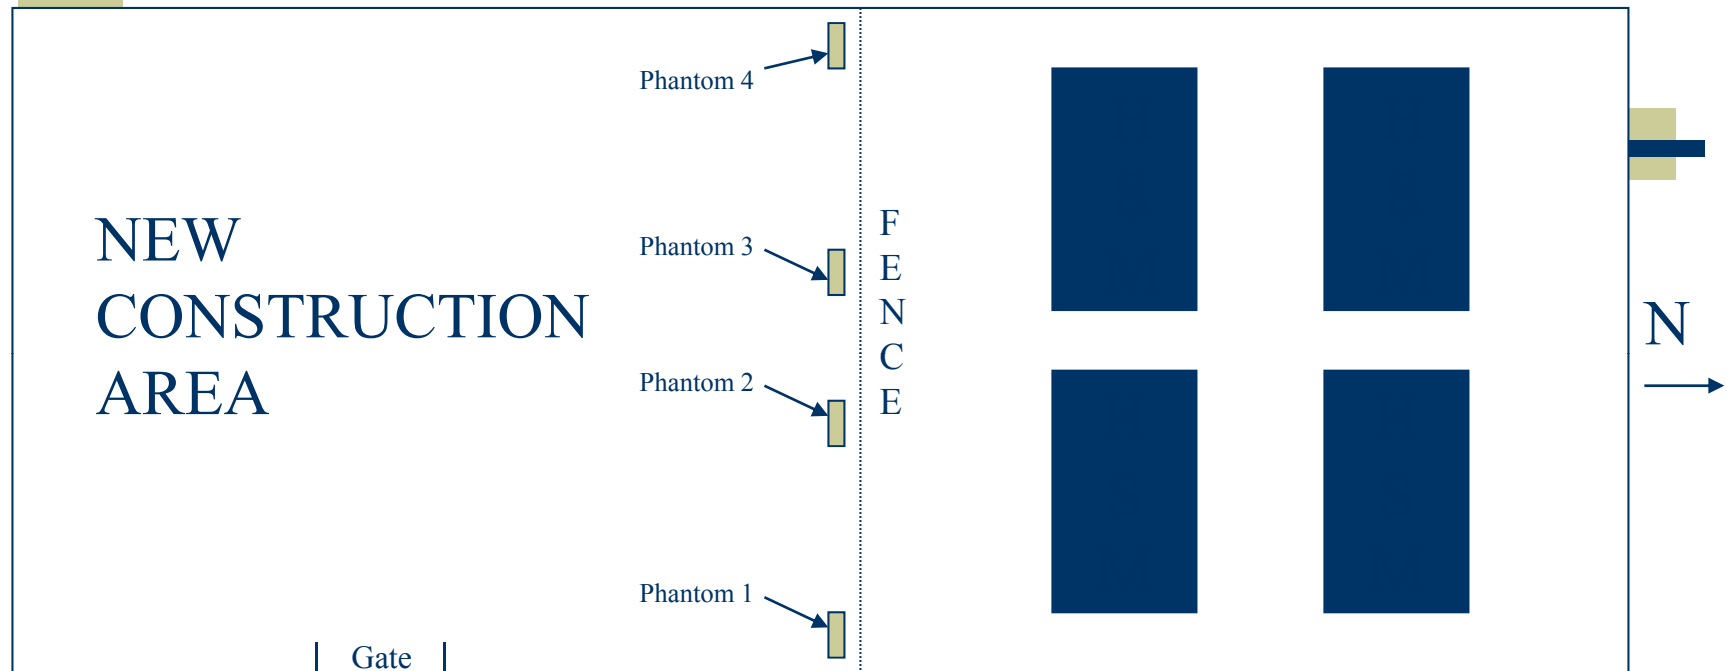 Phantom 4
NEW
CONSTRUCTION
AREA
Phantom 3
Phantom 2
Phantom 1
F
E
N
C
E
N
Gate